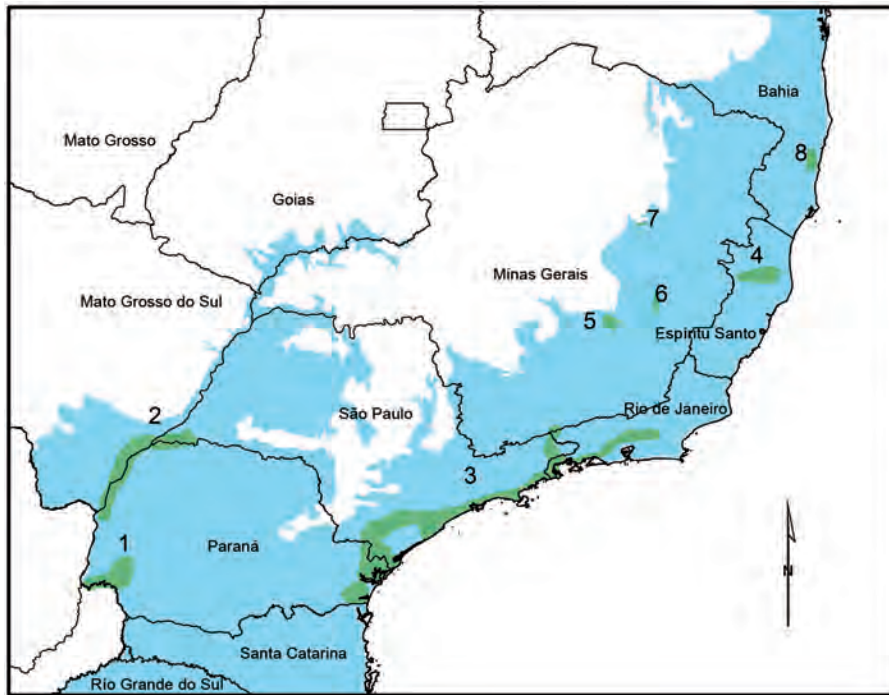 Bahia
Mato Grosso
8
Goias
7
4
Minas Gerais
Mato Grosso do Sul
6
5
Espiritu Santo
Rio de Janeiro
2
São Paulo
3
1
Paraná
N
Santa Catarina
Rio Grande do Sul